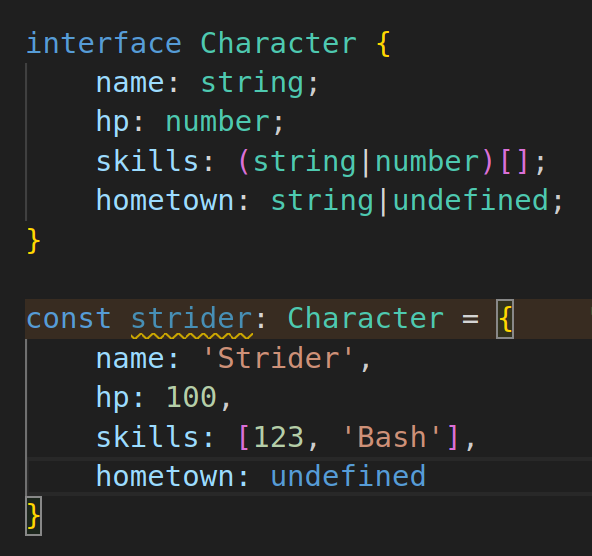 interface Character {
    name: string;
    hp: number;
    skills: (string|number)[];
    hometown: string|undefined;
}
const strider: Character = {
    name: 'Strider',
    hp: 100,
    skills: [123, 'Bash'],
    hometown: undefined
}